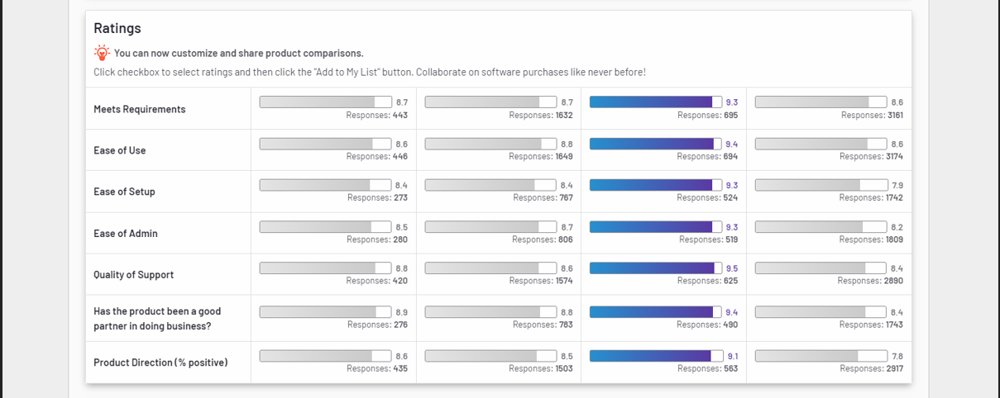 Ratings
You can now customize and share product comparisons.
Click checkbox to select ratings and then click the "Add to My List" button. Collaborate on software purchases like never before!
Meets Requirements
8.7
Responses: 443
8.7
Responses: 1632
9.3
Responses: 695
8.6
Responses: 3161
Ease of Use
8.6
Responses: 446
8.8
Responses: 1649
9.4
Responses: 694
8.6
Responses: 3174
Ease of Setup
8.4
Responses: 273
8.4
Responses: 767
9.3
Responses: 524
7.9
Responses: 1742
Ease of Admin
8.5
Responses: 280
8.7
Responses: 806
9.3
Responses: 519
8.2
Responses: 1809
Quality of Support
8.8
Responses: 420
8.6
Responses: 1574
9.5
Responses: 625
8.4
Responses: 2890
Has the product been a good
partner in doing business?
8.9
Responses: 276
8.8
Responses: 783
9.4
Responses: 490
8.4
Responses: 1743
Product Direction (% positive)
8.6
Responses: 435
8.5
Responses: 1503
9.1
Responses: 563
7.8
Responses: 2917